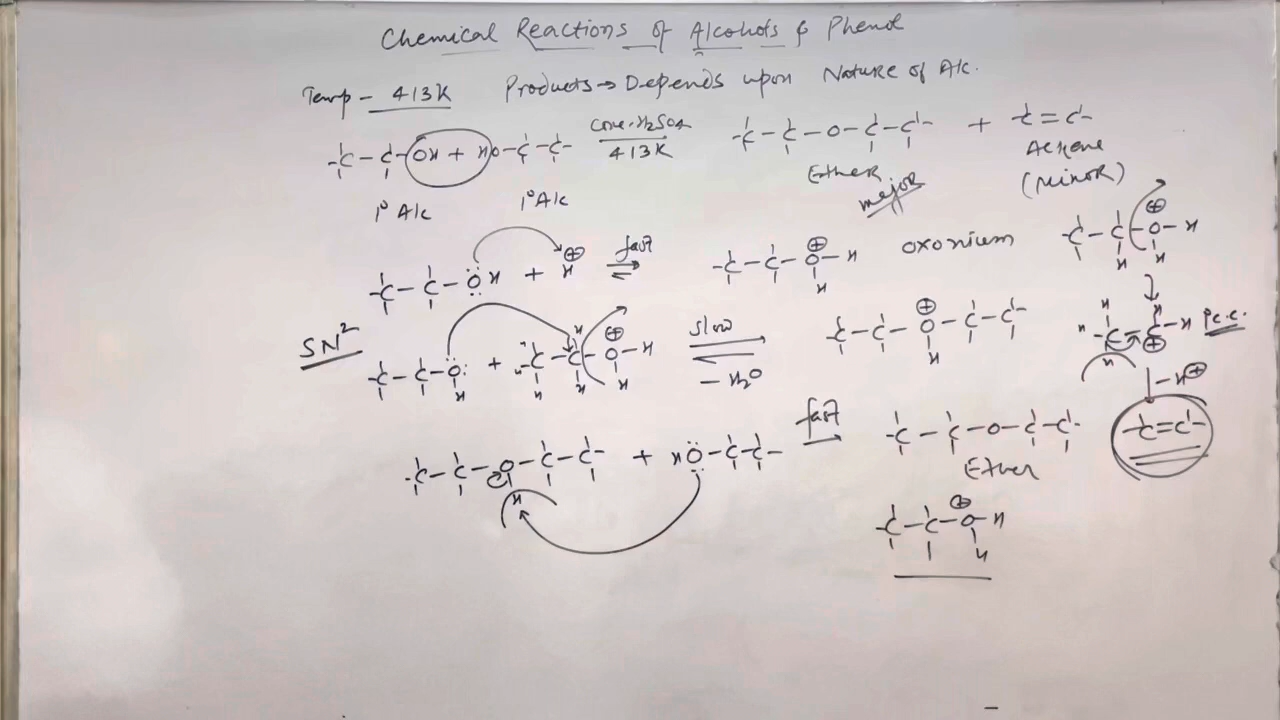 Chemical Reactions of Alcohols & Phenol
Temp - 413K Products → Depends upon Nature of Alc.
-C-C-OH + HO-C-C- conc. H2SO4 413K -C-C-O-C-C- + -C=C-
Ether Alkene
major (Minor)
1° Alc 1° Alc
-C-C-ÖH + H⊕ fast ⇌ -C-C-O⊕-H H oxonium -C-C-O⊕-H H H H
SN² -C-C-O: H + H-C-C-O⊕-H H H H H slow ⇌ -H2O -C-C-O⊕-C-C- H H H-C-C-H ⊕ H P.C.C.
-H⊕
-C-C-O-C-C- H + HÖ-C-C- fast → -C-C-O-C-C- -C=C-
Ether
-C-C-O⊕-H H